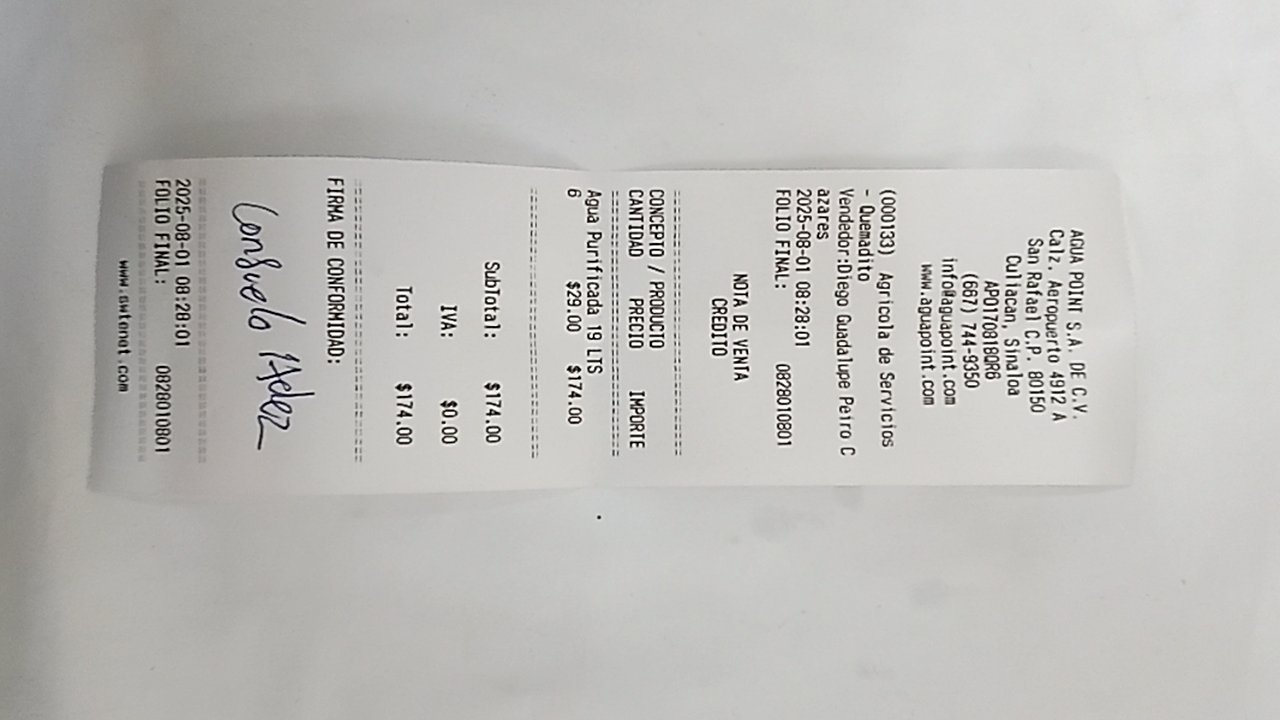 AGUA POINT S.A. DE C.V.
Calz. Aeropuerto 4912 A
San Rafael C.P. 80150
Culiacan, Sinaloa
APO170818QR6
(687) 744-9350
info@aguapoint.com
www.aguapoint.com
(000133) Agricola de Servicios
- Quemadito
Vendedor:Diego Guadalupe Peiro C
azares
2025-08-01 08:28:01
FOLIO FINAL: 0828010801
NOTA DE VENTA
CREDITO
CONCEPTO / PRODUCTO
CANTIDAD PRECIO IMPORTE
Agua Purificada 19 LTS
6 $29.00 $174.00
SubTotal: $174.00
IVA: $0.00
Total: $174.00
FIRMA DE CONFORMIDAD:
Consuelo Hdez
2025-08-01 08:28:01
FOLIO FINAL: 0828010801
www.swtenet.com